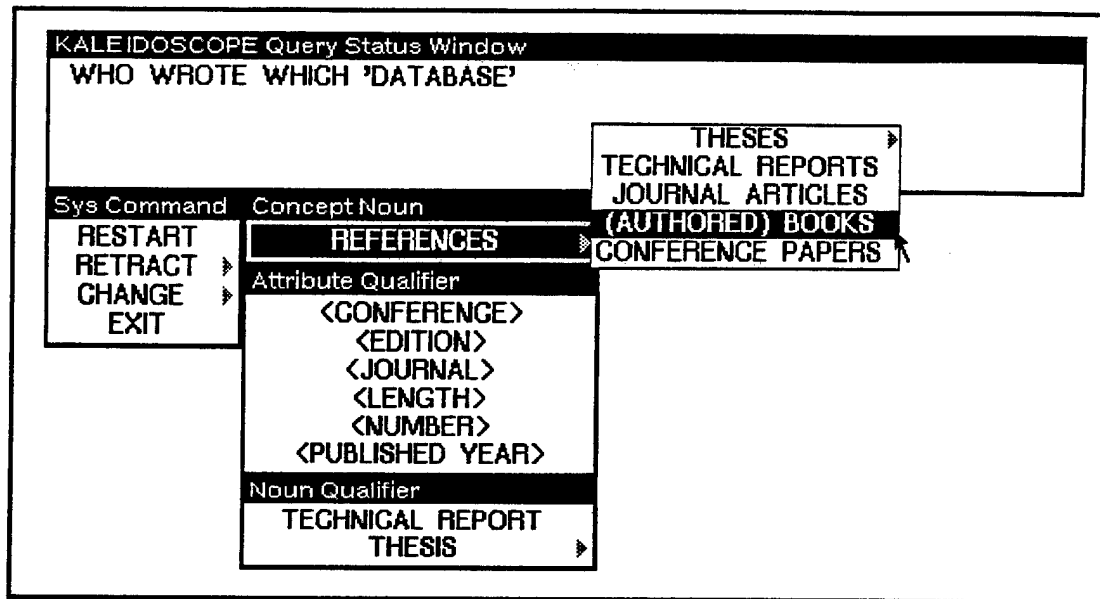 KALEIDOSCOPE Query Status Window
WHO WROTE WHICH 'DATABASE'
THESES
TECHNICAL REPORTS
JOURNAL ARTICLES
(AUTHORED) BOOKS
CONFERENCE PAPERS
Sys Command
RESTART
RETRACT
CHANGE
EXIT
Concept Noun
REFERENCES
Attribute Qualifier
<CONFERENCE>
<EDITION>
<JOURNAL>
<LENGTH>
<NUMBER>
<PUBLISHED YEAR>
Noun Qualifier
TECHNICAL REPORT
THESIS